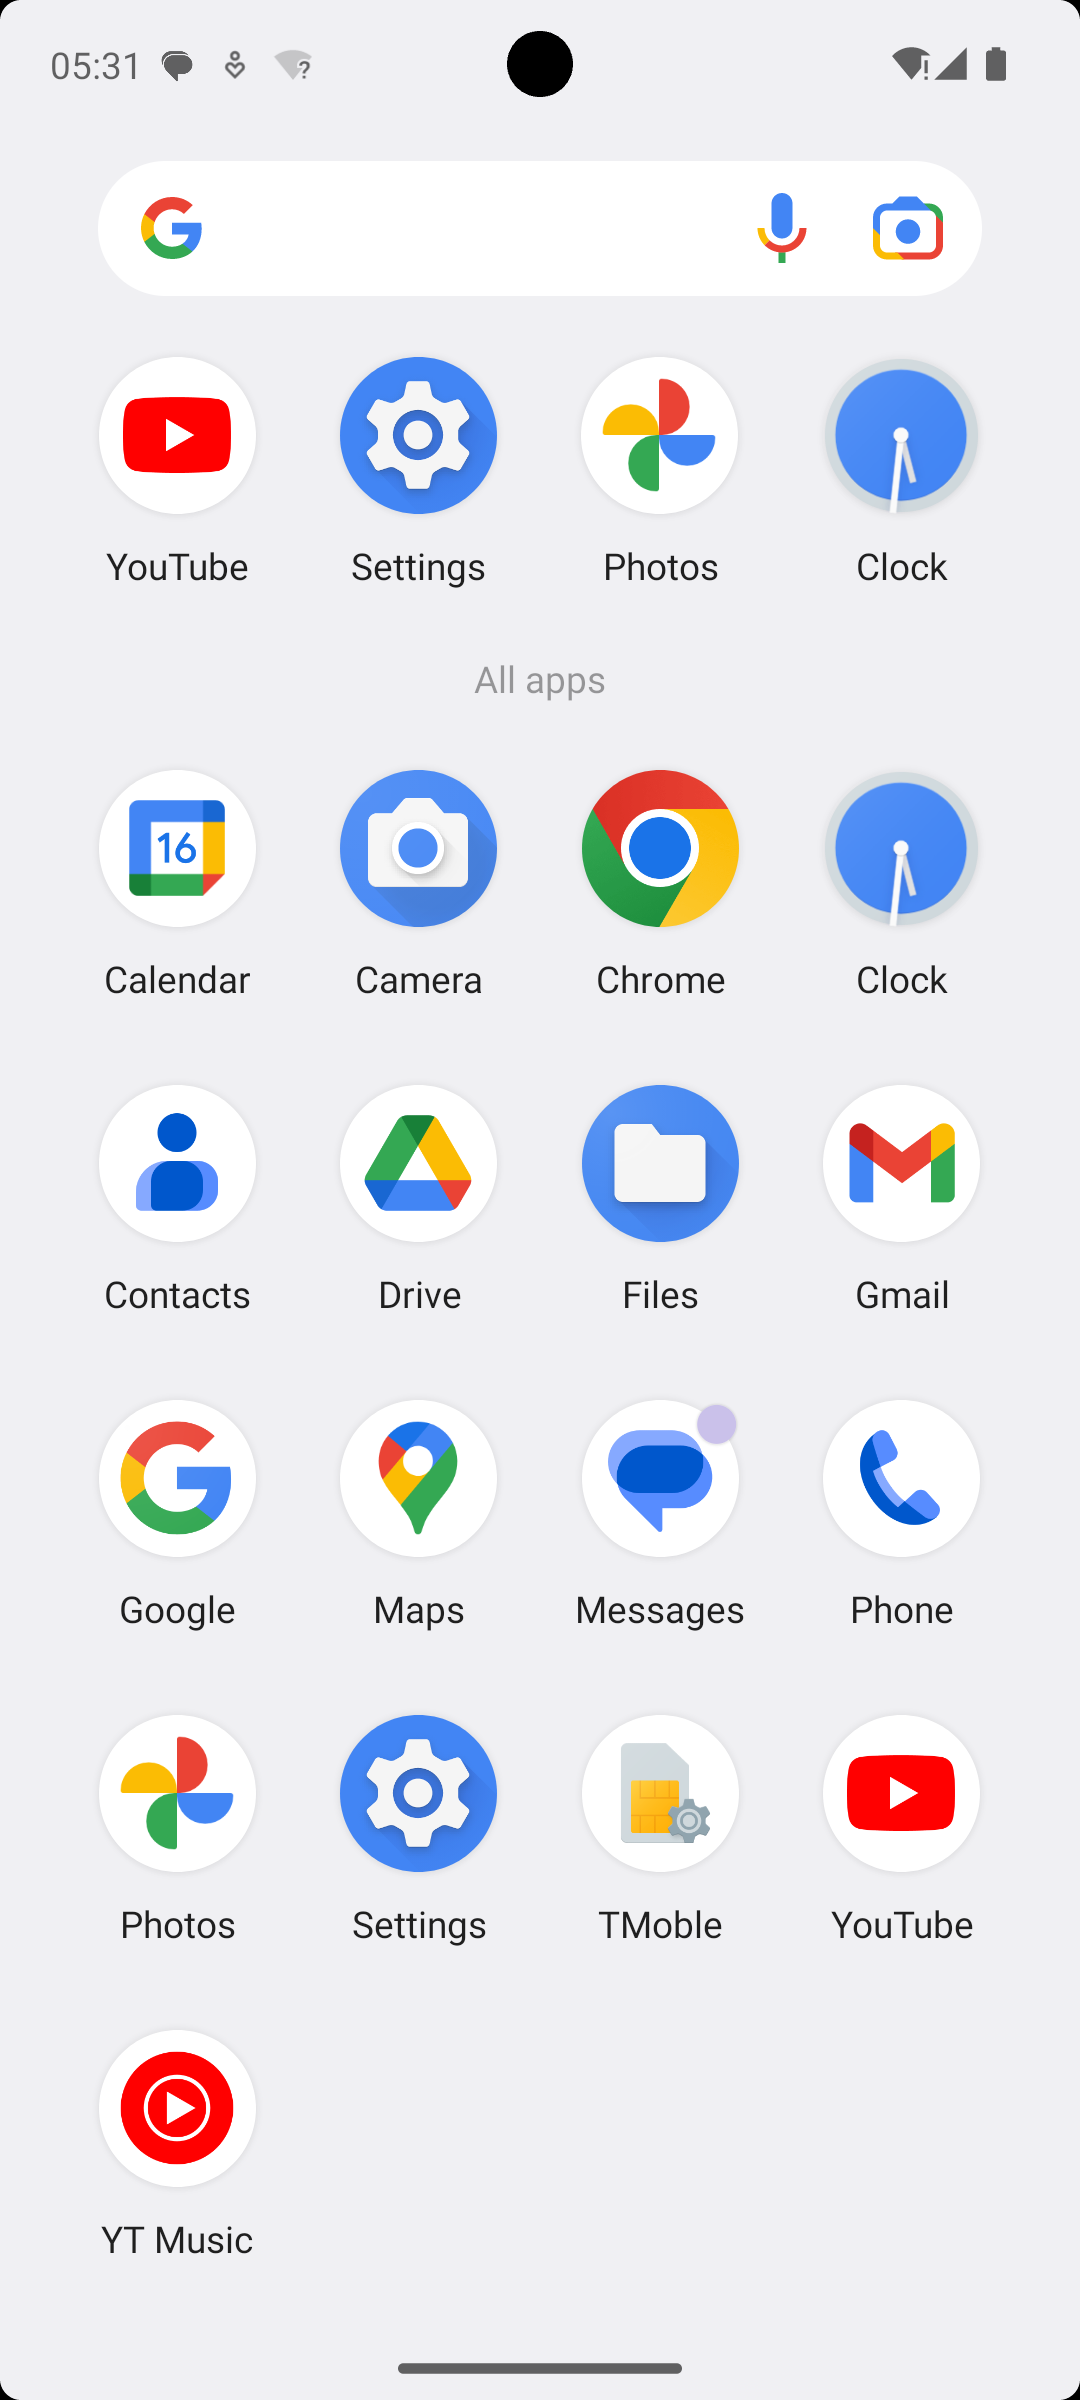 05:31
YouTube Settings Photos Clock
All apps
16
Calendar Camera Chrome Clock
Contacts Drive Files Gmail
Google Maps Messages Phone
Photos Settings TMoble YouTube
YT Music